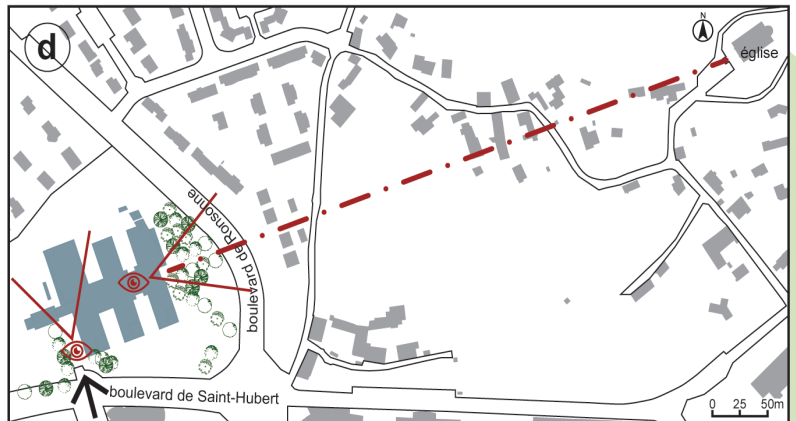 d
N
église
boulevard de Ronsonne
boulevard de Saint-Hubert
0 25 50m